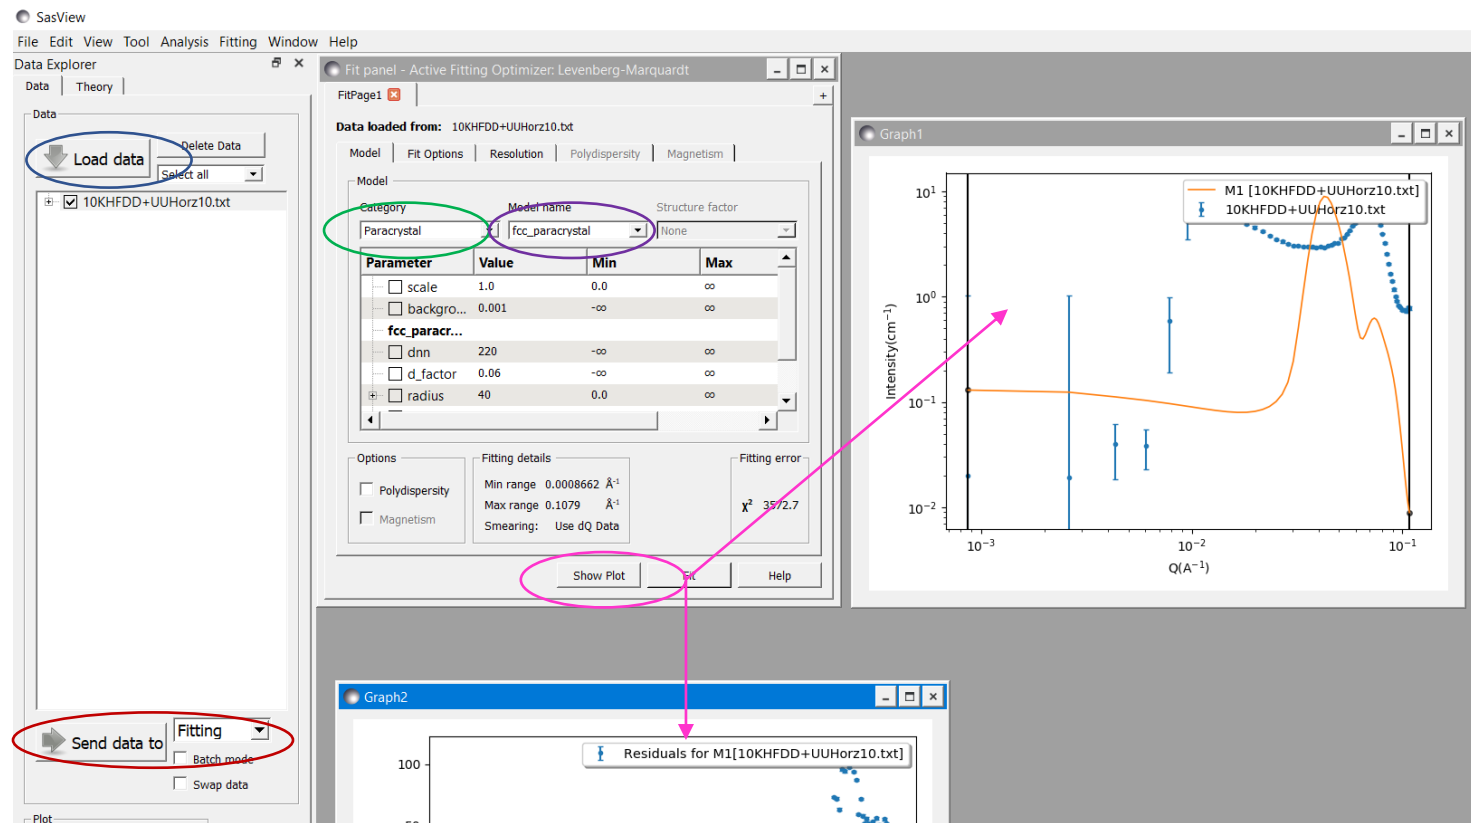 SasView
File Edit View Tool Analysis Fitting Window Help
Data Explorer
Data Theory
Data
Load data
Delete Data
Select all
10KHFDD+UUHorz10.txt
Send data to
Fitting
Batch mode
Swap data
Plot
Fit panel - Active Fitting Optimizer: Levenberg-Marquardt
FitPage1
+
Data loaded from: 10KHFDD+UUHorz10.txt
Model Fit Options Resolution Polydispersity Magnetism
Model
Category Model name Structure factor
Paracrystal fcc_paracrystal None
Parameter Value Min Max
scale 1.0 0.0 ∞
backgro... 0.001 -∞ ∞
fcc_paracr...
dnn 220 -∞ ∞
d_factor 0.06 -∞ ∞
radius 40 0.0 ∞
Options
Polydispersity
Magnetism
Fitting details
Min range 0.0008662 Å⁻¹
Max range 0.1079 Å⁻¹
Smearing: Use dQ Data
Fitting error
χ² 3572.7
Show Plot Fit Help
Graph1
M1 [10KHFDD+UUHorz10.txt]
10KHFDD+UUHorz10.txt
Intensity(cm⁻¹)
10¹
10⁰
10⁻¹
10⁻²
10⁻³ 10⁻² 10⁻¹
Q(A⁻¹)
Graph2
Residuals for M1[10KHFDD+UUHorz10.txt]
100